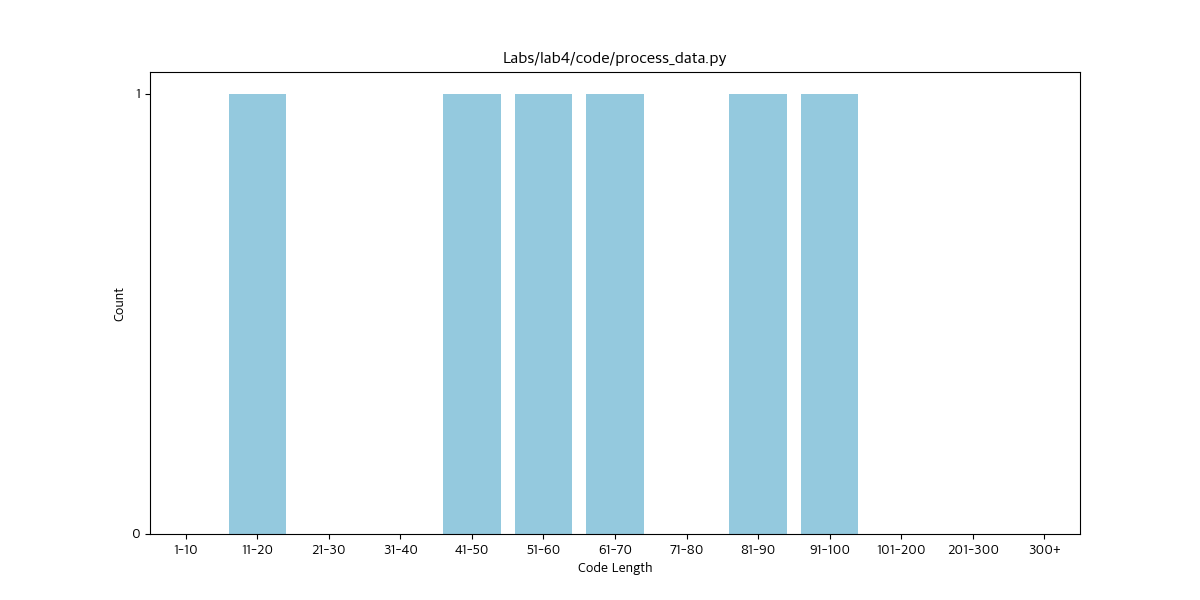 Labs/lab4/code/process_data.py
1
Count
0
1-10 11-20 21-30 31-40 41-50 51-60 61-70 71-80 81-90 91-100 101-200 201-300 300+
Code Length